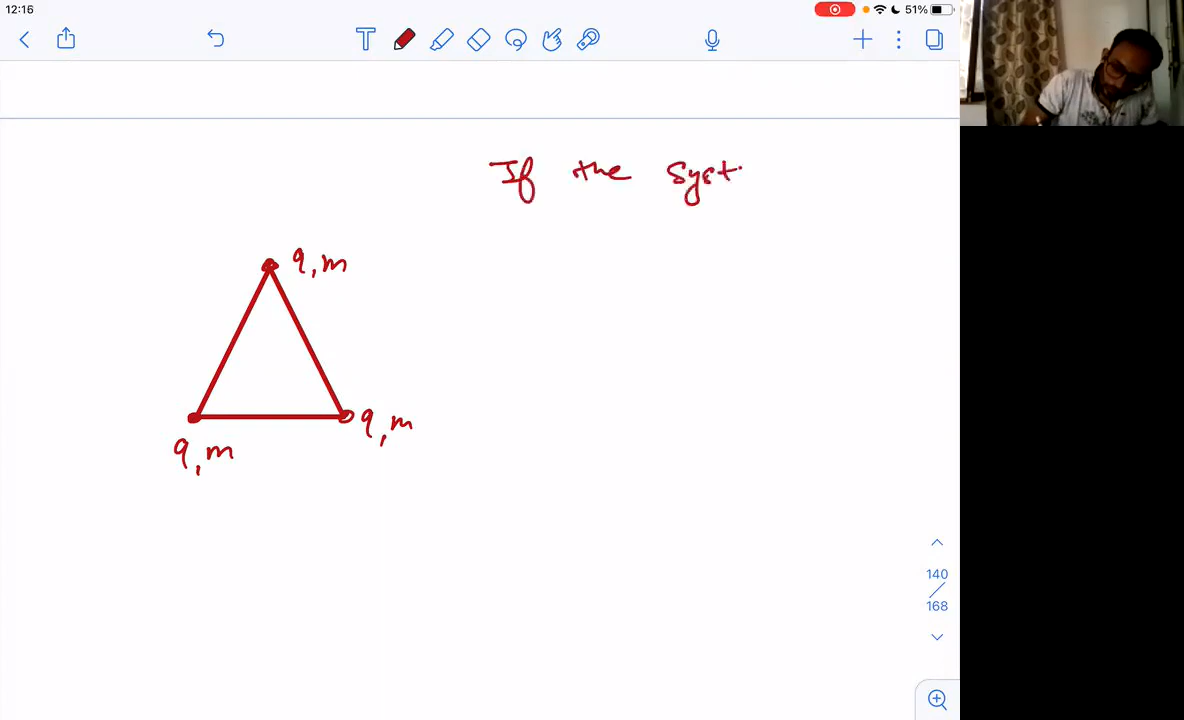 12:16
51%
T
If the Syst
q, m
q, m
q, m
140
168